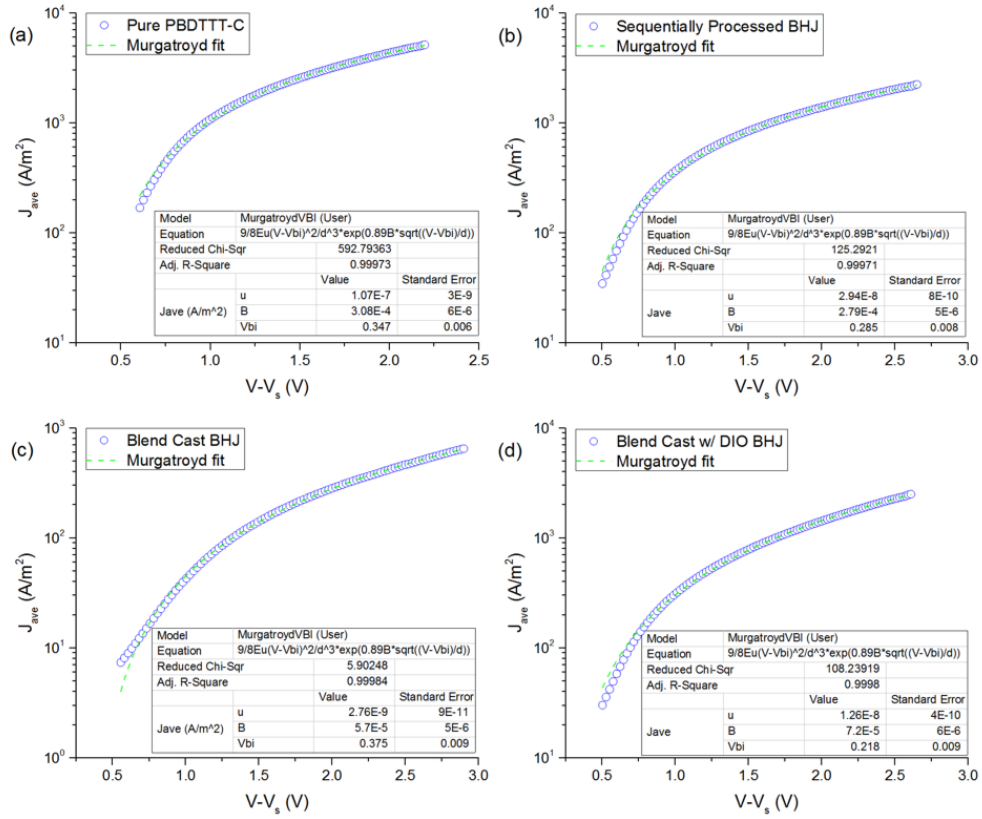 (a)
Pure PBDTTT-C
Murgatroyd fit
10^4
10^3
10^2
10^1
J_ave (A/m^2)
Model MurgatroydVBI (User)
Equation 9/8Eu(V-Vbi)^2/d^3*exp(0.89B*sqrt((V-Vbi)/d))
Reduced Chi-Sqr 592.79363
Adj. R-Square 0.99973
Value Standard Error
Jave (A/m^2) u 1.07E-7 3E-9
B 3.08E-4 6E-6
Vbi 0.347 0.006
0.5 1.0 1.5 2.0 2.5
V-V_s (V)
(b)
Sequentially Processed BHJ
Murgatroyd fit
10^4
10^3
10^2
10^1
J_ave (A/m^2)
Model MurgatroydVBI (User)
Equation 9/8Eu(V-Vbi)^2/d^3*exp(0.89B*sqrt((V-Vbi)/d))
Reduced Chi-Sqr 125.2921
Adj. R-Square 0.99971
Value Standard Error
Jave u 2.94E-8 8E-10
B 2.79E-4 5E-6
Vbi 0.285 0.008
0.5 1.0 1.5 2.0 2.5 3.0
V-V_s (V)
(c)
Blend Cast BHJ
Murgatroyd fit
10^3
10^2
10^1
10^0
J_ave (A/m^2)
Model MurgatroydVBI (User)
Equation 9/8Eu(V-Vbi)^2/d^3*exp(0.89B*sqrt((V-Vbi)/d))
Reduced Chi-Sqr 5.90248
Adj. R-Square 0.99984
Value Standard Error
Jave (A/m^2) u 2.76E-9 9E-11
B 5.7E-5 5E-6
Vbi 0.375 0.009
0.5 1.0 1.5 2.0 2.5 3.0
V-V_s (V)
(d)
Blend Cast w/ DIO BHJ
Murgatroyd fit
10^4
10^3
10^2
10^1
J_ave (A/m^2)
Model MurgatroydVBI (User)
Equation 9/8Eu(V-Vbi)^2/d^3*exp(0.89B*sqrt((V-Vbi)/d))
Reduced Chi-Sqr 108.23919
Adj. R-Square 0.9998
Value Standard Error
Jave u 1.26E-8 4E-10
B 7.2E-5 6E-6
Vbi 0.218 0.009
0.5 1.0 1.5 2.0 2.5 3.0
V-V_s (V)